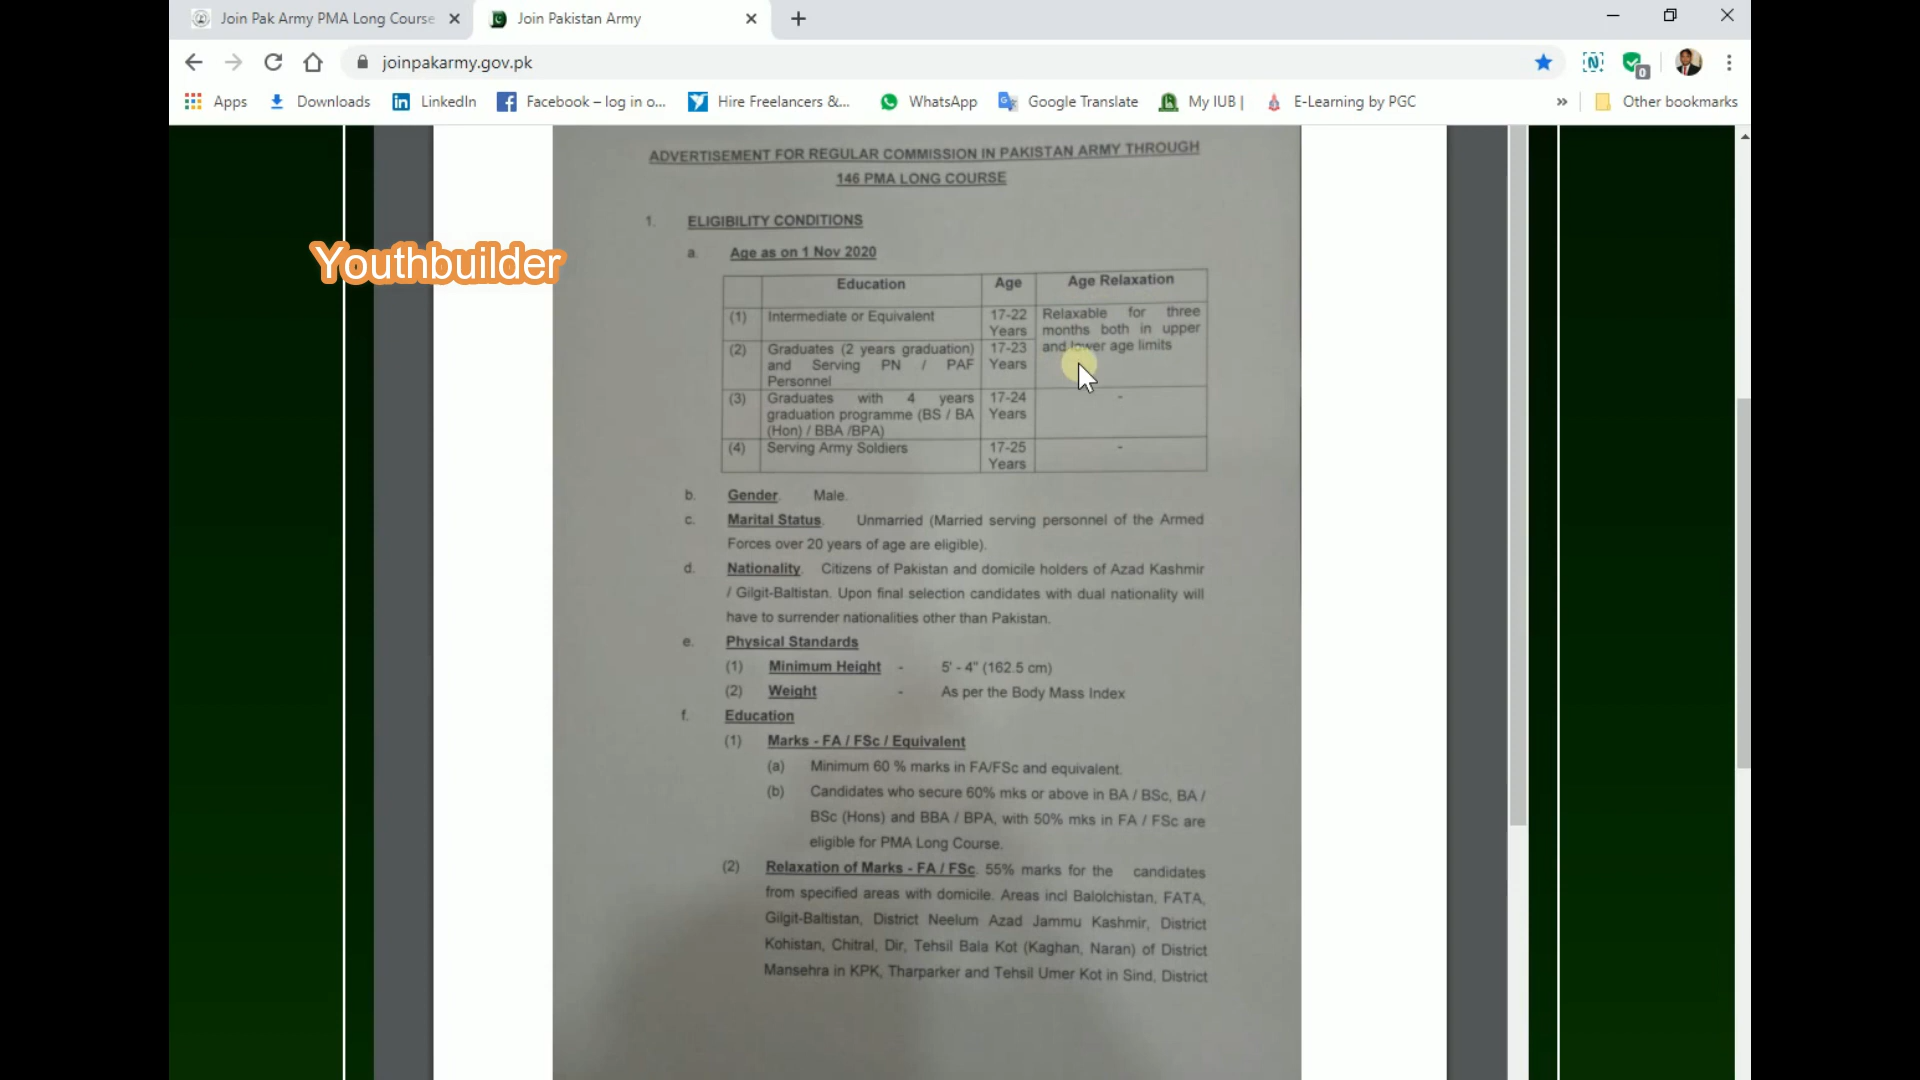 Join Pak Army PMA Long Course
Join Pakistan Army
joinpakarmy.gov.pk
0
Apps
Downloads
LinkedIn
Facebook – log in o...
Hire Freelancers &...
WhatsApp
Google Translate
My IUB |
E-Learning by PGC
»
Other bookmarks
Youthbuilder
ADVERTISEMENT FOR REGULAR COMMISSION IN PAKISTAN ARMY THROUGH
146 PMA LONG COURSE
1. ELIGIBILITY CONDITIONS
a. Age as on 1 Nov 2020
Education Age Age Relaxation
(1) Intermediate or Equivalent 17-22 Years Relaxable for three
months both in upper
and lower age limits
(2) Graduates (2 years graduation) 17-23
and Serving PN / PAF Years
Personnel
(3) Graduates with 4 years 17-24 -
graduation programme (BS / BA Years
(Hon) / BBA /BPA)
(4) Serving Army Soldiers 17-25 -
Years
b. Gender. Male.
c. Marital Status. Unmarried (Married serving personnel of the Armed
Forces over 20 years of age are eligible).
d. Nationality. Citizens of Pakistan and domicile holders of Azad Kashmir
/ Gilgit-Baltistan. Upon final selection candidates with dual nationality will
have to surrender nationalities other than Pakistan.
e. Physical Standards
(1) Minimum Height - 5' - 4" (162.5 cm)
(2) Weight - As per the Body Mass Index
f. Education
(1) Marks - FA / FSc / Equivalent
(a) Minimum 60 % marks in FA/FSc and equivalent.
(b) Candidates who secure 60% mks or above in BA / BSc, BA /
BSc (Hons) and BBA / BPA, with 50% mks in FA / FSc are
eligible for PMA Long Course.
(2) Relaxation of Marks - FA / FSc. 55% marks for the candidates
from specified areas with domicile. Areas incl Balolchistan, FATA,
Gilgit-Baltistan, District Neelum Azad Jammu Kashmir, District
Kohistan, Chitral, Dir, Tehsil Bala Kot (Kaghan, Naran) of District
Mansehra in KPK, Tharparker and Tehsil Umer Kot in Sind, District